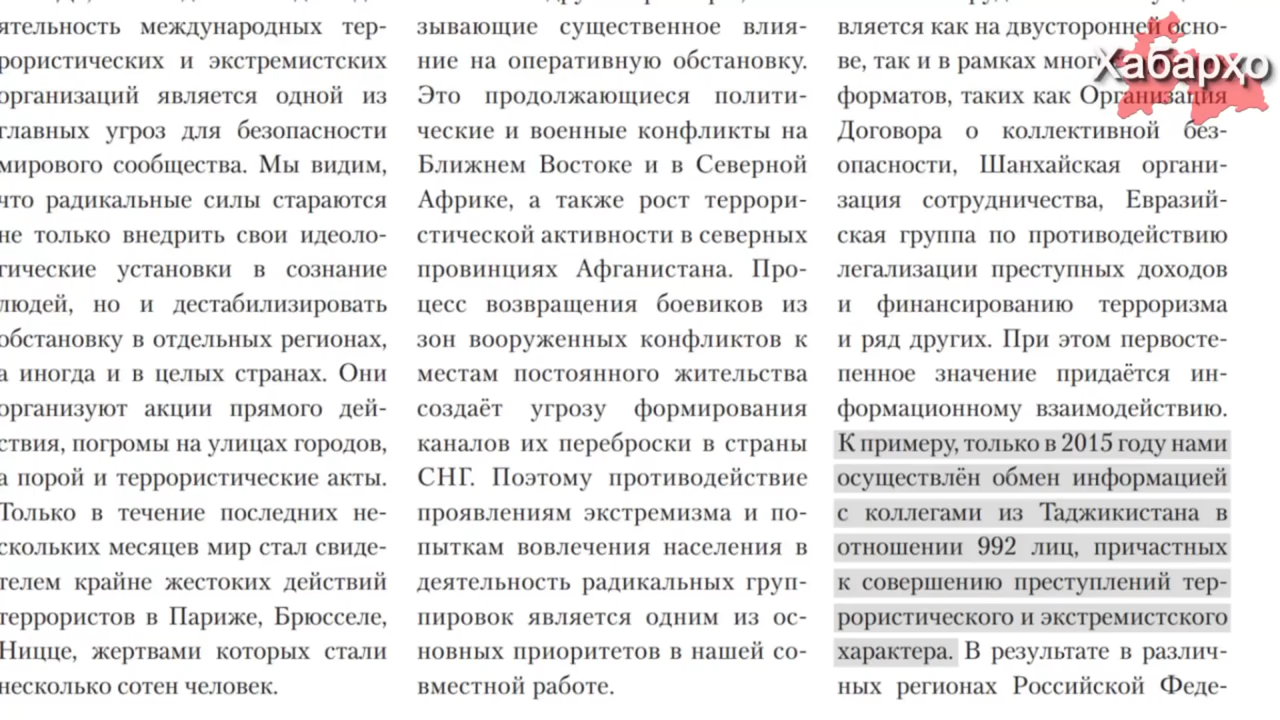 ятельность международных тер-
рористических и экстремистских
организаций является одной из
главных угроз для безопасности
мирового сообщества. Мы видим,
что радикальные силы стараются
не только внедрить свои идеоло-
гические установки в сознание
людей, но и дестабилизировать
обстановку в отдельных регионах,
а иногда и в целых странах. Они
организуют акции прямого дей-
ствия, погромы на улицах городов,
а порой и террористические акты.
Только в течение последних не-
скольких месяцев мир стал свиде-
телем крайне жестоких действий
террористов в Париже, Брюсселе,
Ницце, жертвами которых стали
несколько сотен человек.
зывающие существенное влия-
ние на оперативную обстановку.
Это продолжающиеся полити-
ческие и военные конфликты на
Ближнем Востоке и в Северной
Африке, а также рост террори-
стической активности в северных
провинциях Афганистана. Про-
цесс возвращения боевиков из
зон вооруженных конфликтов к
местам постоянного жительства
создаёт угрозу формирования
каналов их переброски в страны
СНГ. Поэтому противодействие
проявлениям экстремизма и по-
пыткам вовлечения населения в
деятельность радикальных груп-
пировок является одним из ос-
новных приоритетов в нашей со-
вместной работе.
вляется как на двусторонней осно-
ве, так и в рамках
форматов, таких как Организация
Договора о коллективной без-
опасности, Шанхайская органи-
зация сотрудничества, Евразий-
ская группа по противодействию
легализации преступных доходов
и финансированию терроризма
и ряд других. При этом первосте-
пенное значение придаётся ин-
формационному взаимодействию.
К примеру, только в 2015 году нами
осуществлён обмен информацией
с коллегами из Таджикистана в
отношении 992 лиц, причастных
к совершению преступлений тер-
рористического и экстремистского
характера. В результате в различ-
ных регионах Российской Феде-
Хабарҳо